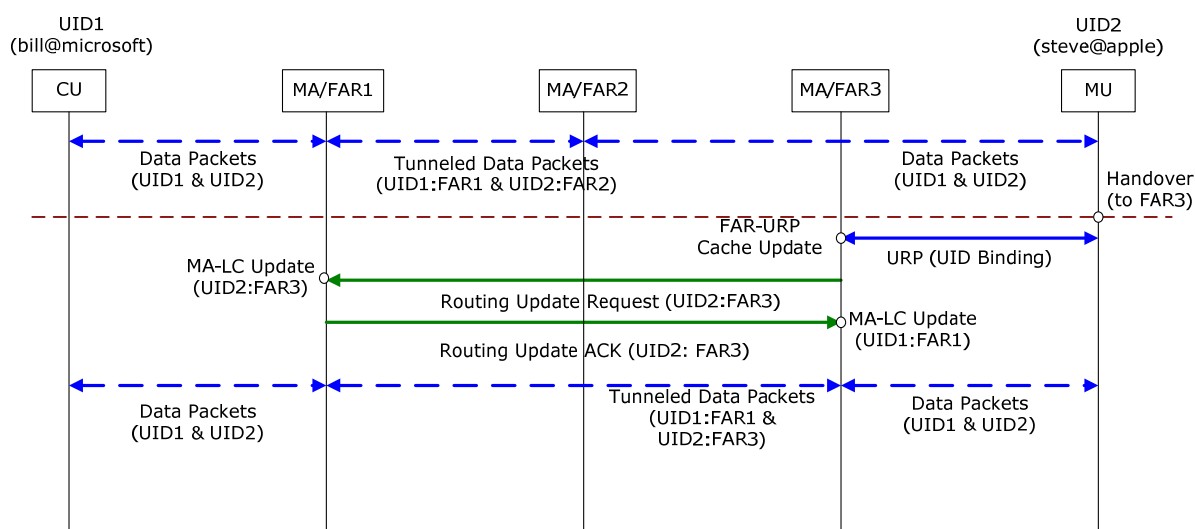 UID1
(bill@microsoft)
UID2
(steve@apple)
CU
MA/FAR1
MA/FAR2
MA/FAR3
MU
Data Packets
(UID1 & UID2)
Tunneled Data Packets
(UID1:FAR1 & UID2:FAR2)
Data Packets
(UID1 & UID2)
Handover
(to FAR3)
FAR-URP
Cache Update
URP (UID Binding)
MA-LC Update
(UID2:FAR3)
Routing Update Request (UID2:FAR3)
MA-LC Update
(UID1:FAR1)
Routing Update ACK (UID2: FAR3)
Data Packets
(UID1 & UID2)
Tunneled Data Packets
(UID1:FAR1 &
UID2:FAR3)
Data Packets
(UID1 & UID2)